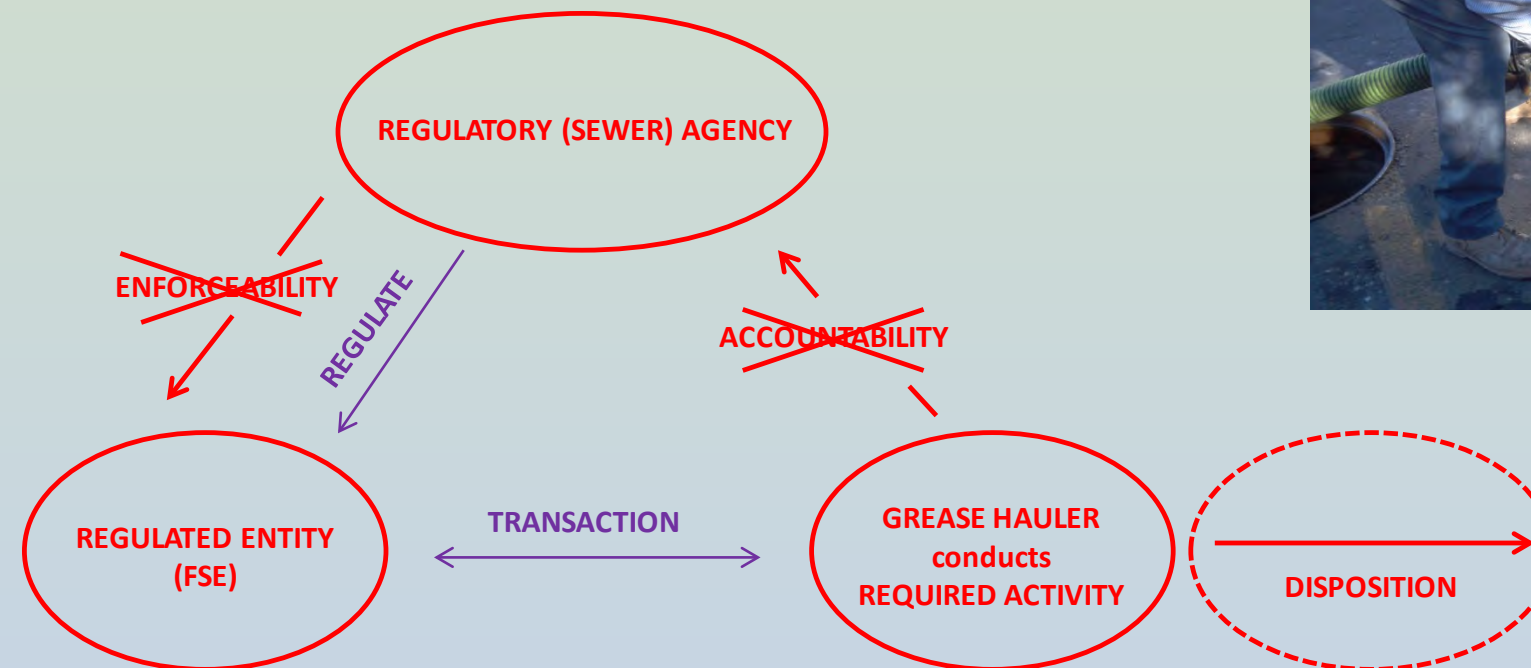 REGULATORY (SEWER) AGENCY
ENFORCEABILITY
REGULATE
ACCOUNTABILITY
REGULATED ENTITY
(FSE)
TRANSACTION
GREASE HAULER
conducts
REQUIRED ACTIVITY
DISPOSITION